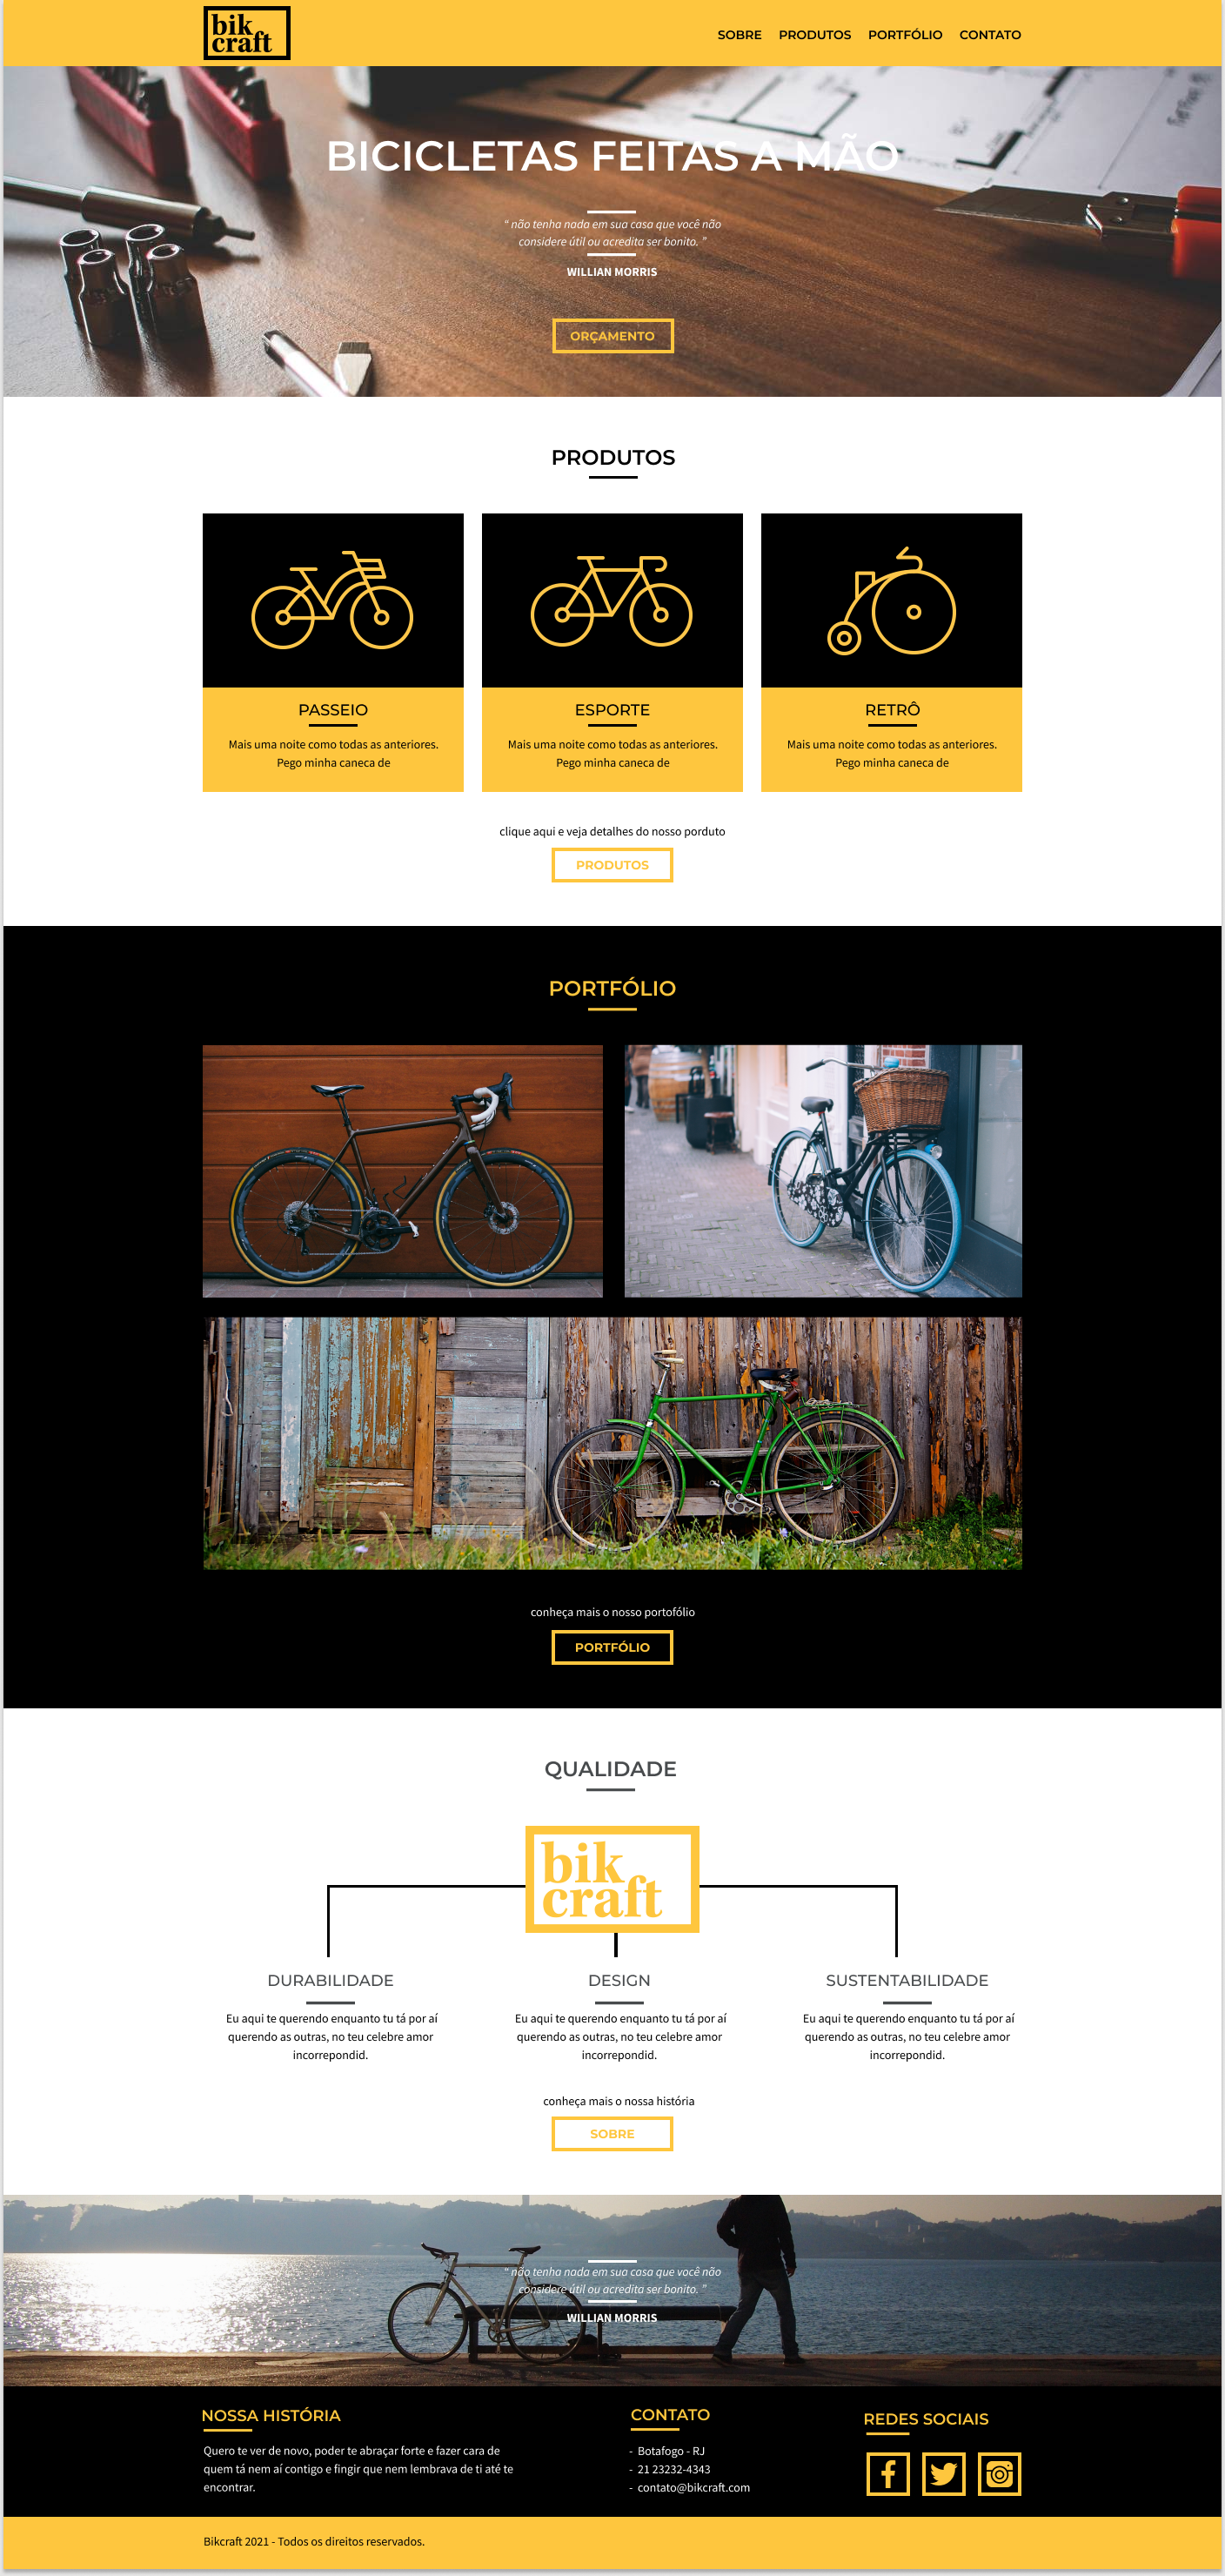 bik
craft
SOBRE PRODUTOS PORTFÓLIO CONTATO
BICICLETAS FEITAS A MÃO
“ não tenha nada em sua casa que você não
considere útil ou acredita ser bonito. ”
WILLIAN MORRIS
ORÇAMENTO
PRODUTOS
PASSEIO
Mais uma noite como todas as anteriores.
Pego minha caneca de
ESPORTE
Mais uma noite como todas as anteriores.
Pego minha caneca de
RETRÔ
Mais uma noite como todas as anteriores.
Pego minha caneca de
clique aqui e veja detalhes do nosso porduto
PRODUTOS
PORTFÓLIO
conheça mais o nosso portofólio
PORTFÓLIO
QUALIDADE
bik
craft
DURABILIDADE
Eu aqui te querendo enquanto tu tá por aí
querendo as outras, no teu celebre amor
incorrepondid.
DESIGN
Eu aqui te querendo enquanto tu tá por aí
querendo as outras, no teu celebre amor
incorrepondid.
SUSTENTABILIDADE
Eu aqui te querendo enquanto tu tá por aí
querendo as outras, no teu celebre amor
incorrepondid.
conheça mais o nossa história
SOBRE
“ não tenha nada em sua casa que você não
considere útil ou acredita ser bonito. ”
WILLIAN MORRIS
NOSSA HISTÓRIA
Quero te ver de novo, poder te abraçar forte e fazer cara de
quem tá nem aí contigo e fingir que nem lembrava de ti até te
encontrar.
CONTATO
- Botafogo - RJ
- 21 23232-4343
- contato@bikcraft.com
REDES SOCIAIS
Bikcraft 2021 - Todos os direitos reservados.